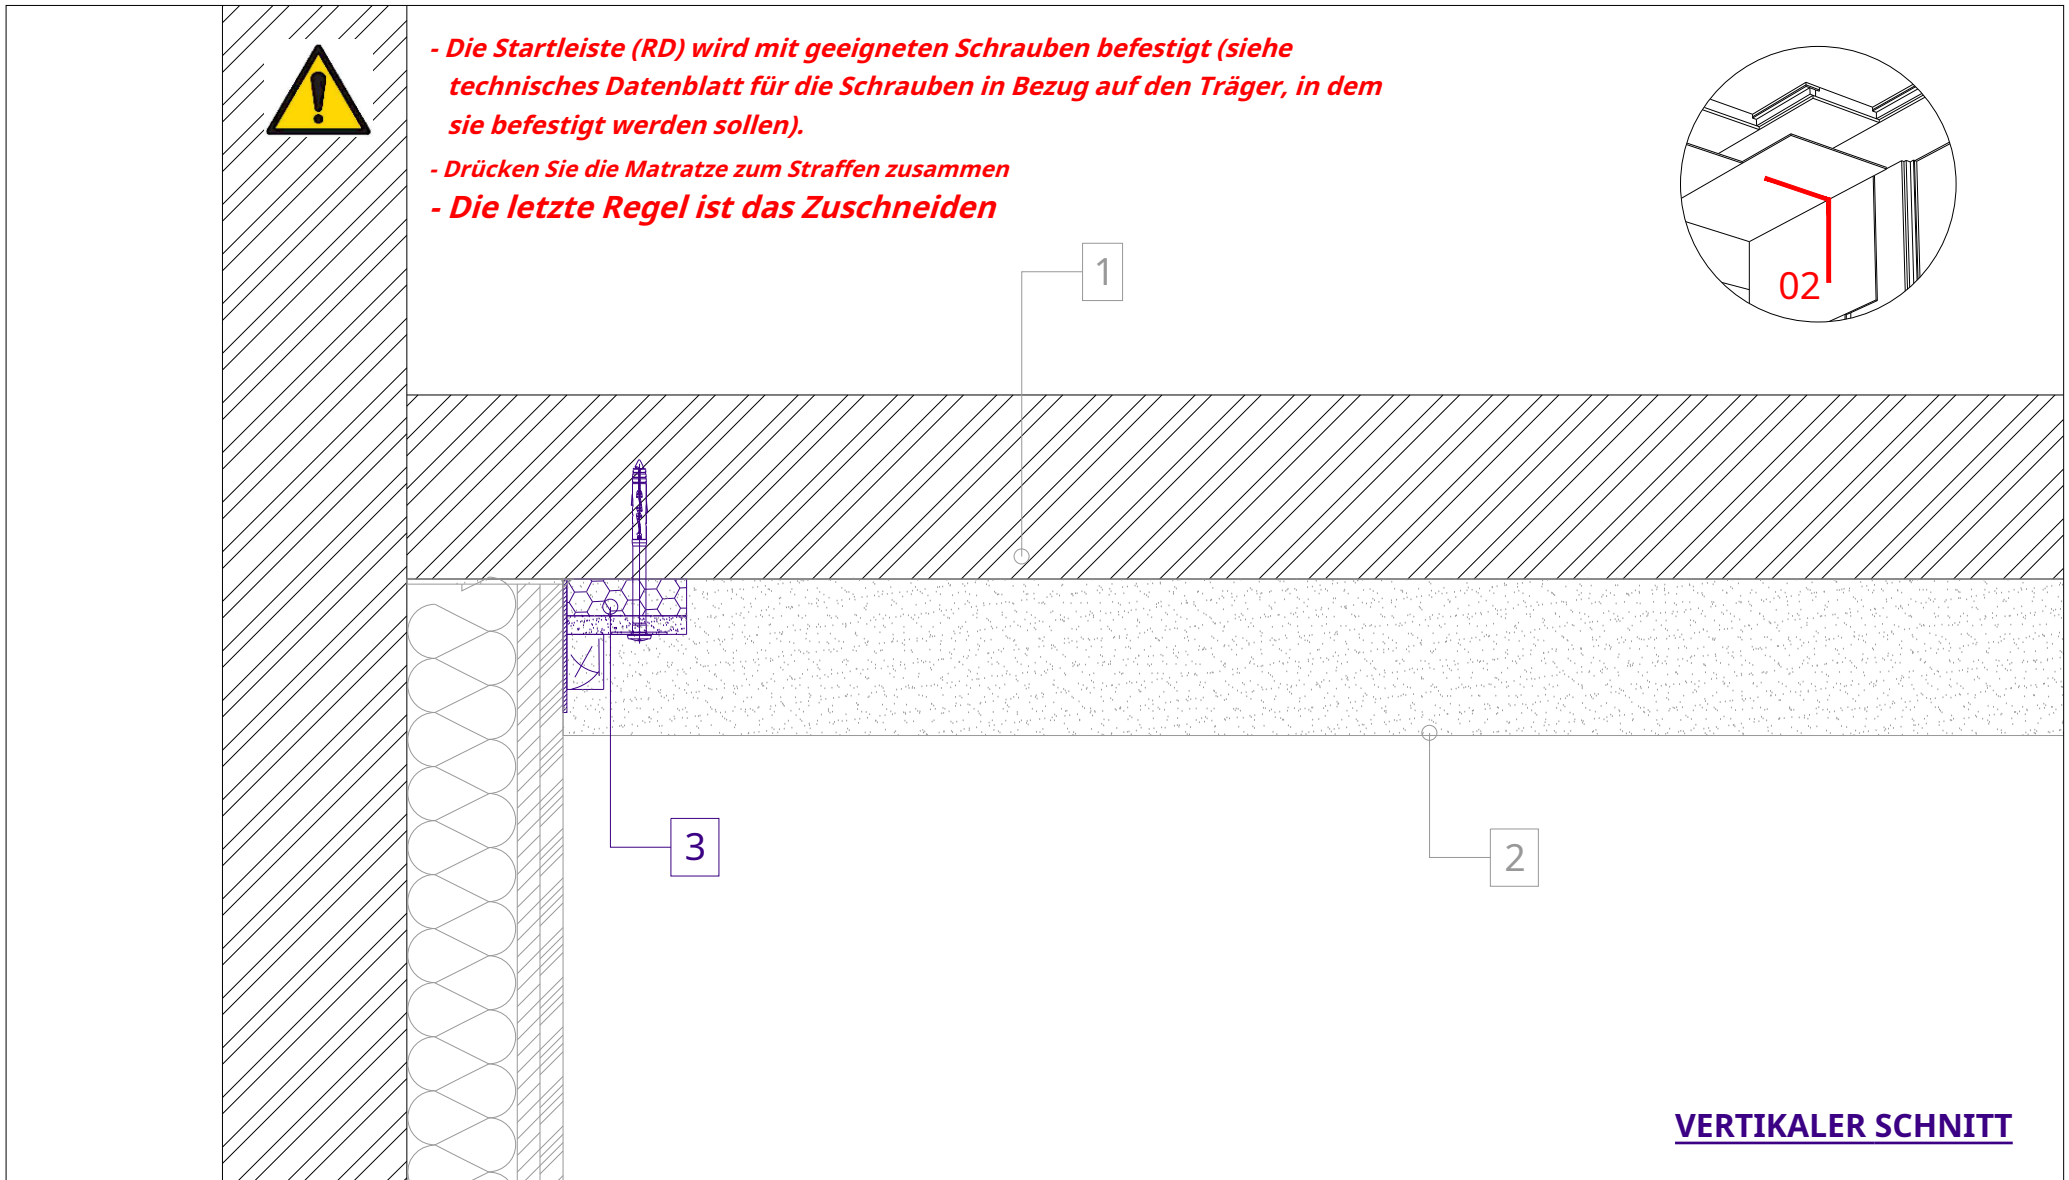 - Die Startleiste (RD) wird mit geeigneten Schrauben befestigt (siehe
technisches Datenblatt für die Schrauben in Bezug auf den Träger, in dem
sie befestigt werden sollen).
- Drücken Sie die Matratze zum Straffen zusammen
- Die letzte Regel ist das Zuschneiden
1
02
3
2
VERTIKALER SCHNITT